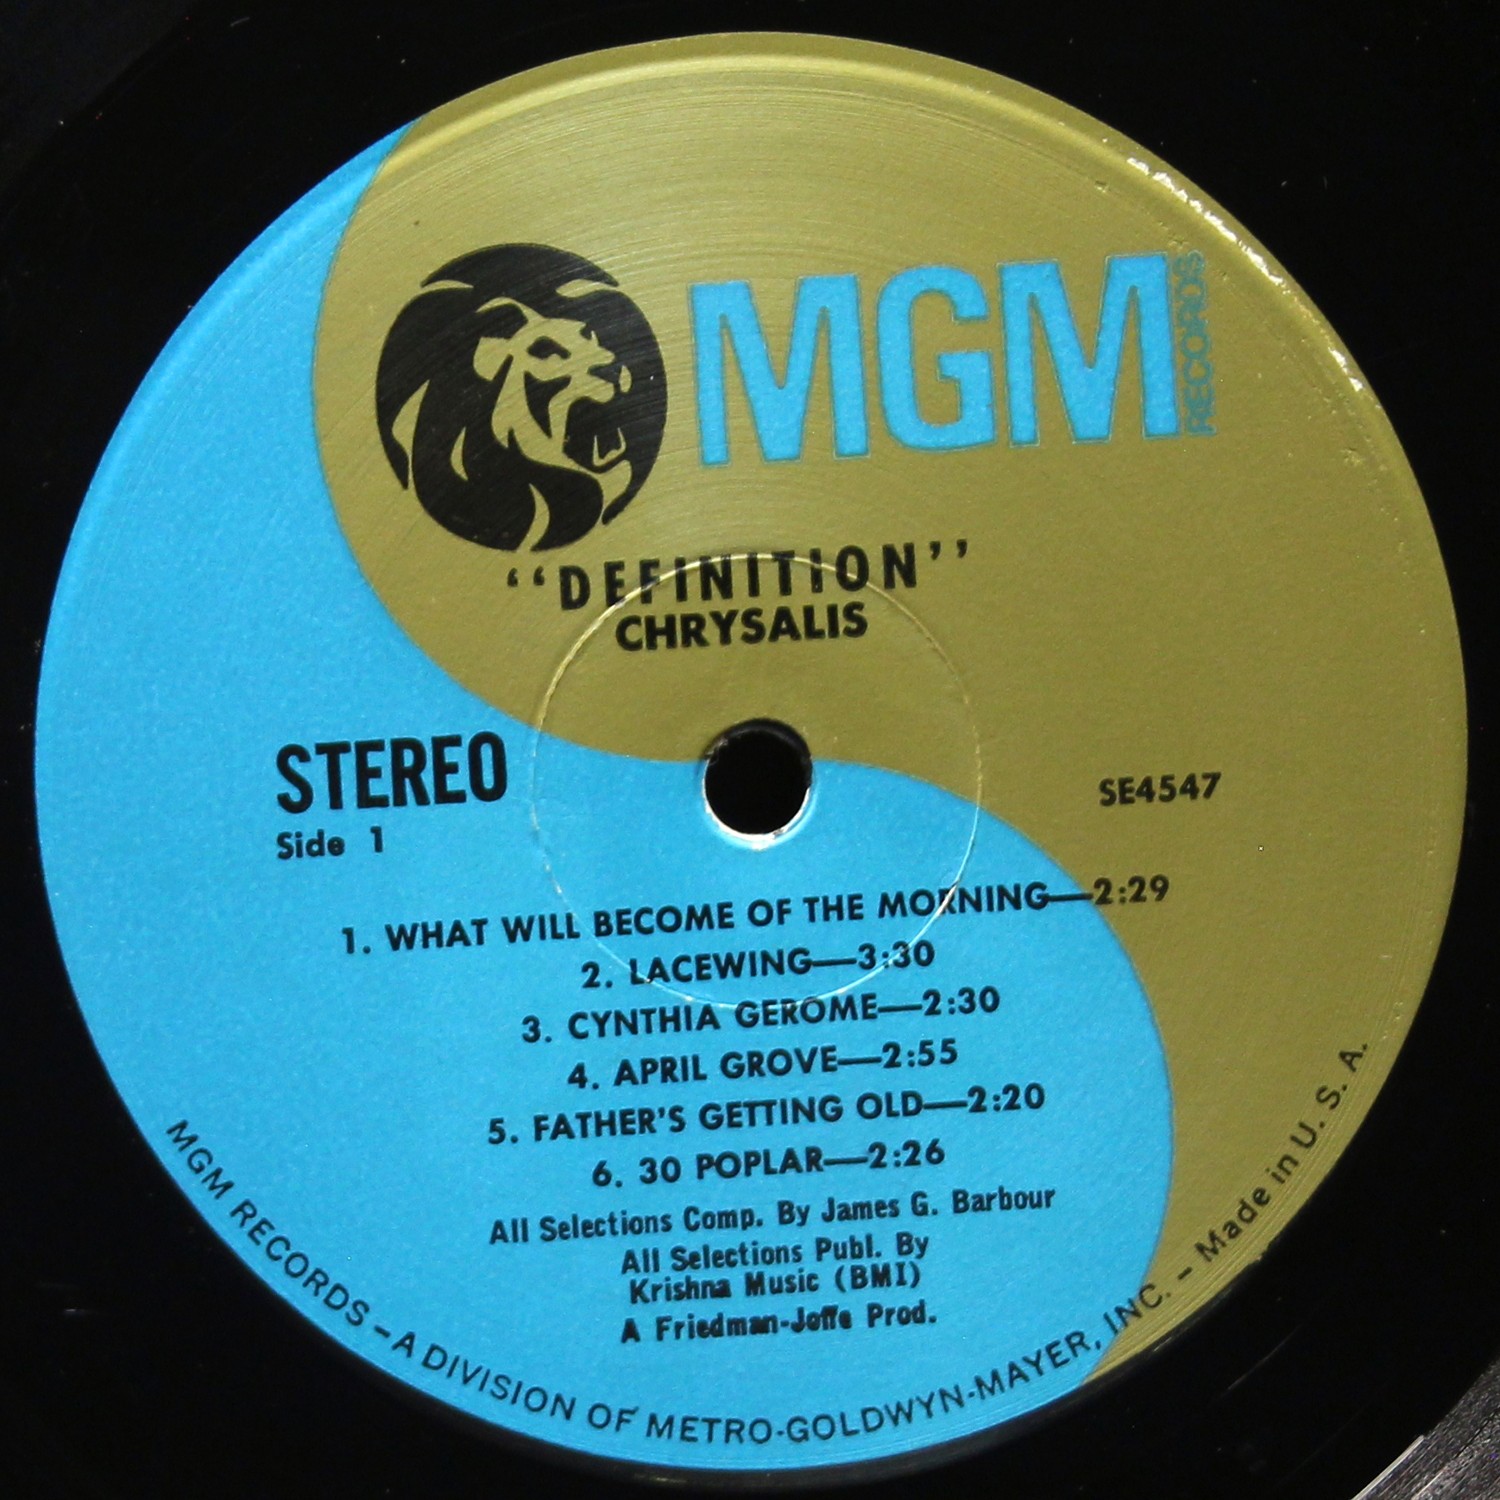 MGM RECORDS
“DEFINITION”
CHRYSALIS
STEREO
SE4547
Side 1
1. WHAT WILL BECOME OF THE MORNING—2:29
2. LACEWING—3:30
3. CYNTHIA GEROME—2:30
4. APRIL GROVE—2:55
5. FATHER'S GETTING OLD—2:20
6. 30 POPLAR—2:26
All Selections Comp. By James G. Barbour
All Selections Publ. By
Krishna Music (BMI)
A Friedman-Joffe Prod.
MGM RECORDS – A DIVISION OF METRO-GOLDWYN-MAYER, INC. – Made in U. S. A.